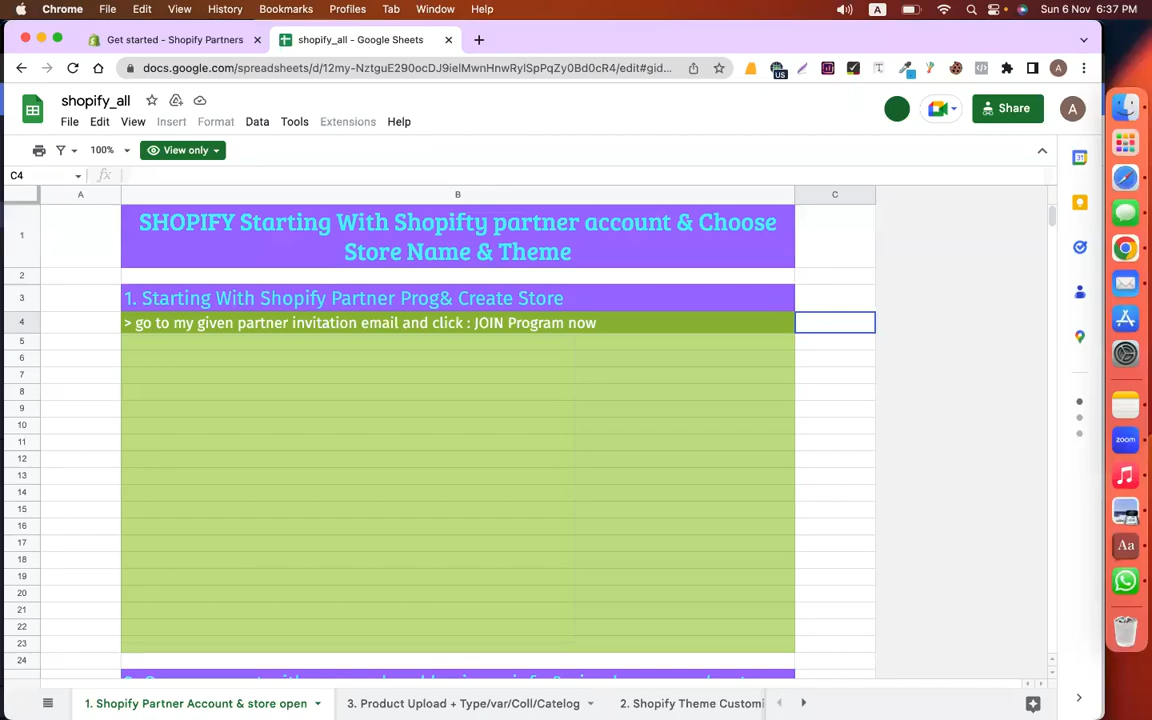 Chrome File Edit View History Bookmarks Profiles Tab Window Help A Sun 6 Nov 6:37 PM
Get started - Shopify Partners
shopify_all - Google Sheets
docs.google.com/spreadsheets/d/12my-NztguE290ocDJ9ielMwnHnwRylSpPqZy0Bd0cR4/edit#gid... US A
shopify_all
Share A
File Edit View Insert Format Data Tools Extensions Help
100% View only
C4 fx
A B C
1 SHOPIFY Starting With Shopifty partner account & Choose
Store Name & Theme
2
3 1. Starting With Shopify Partner Prog& Create Store
4 > go to my given partner invitation email and click : JOIN Program now
5
6
7
8
9
10
11
12
13
14
15
16
17
18
19
20
21
22
23
24
1. Shopify Partner Account & store open 3. Product Upload + Type/var/Coll/Catelog 2. Shopify Theme Customi
31
zoom
Aa